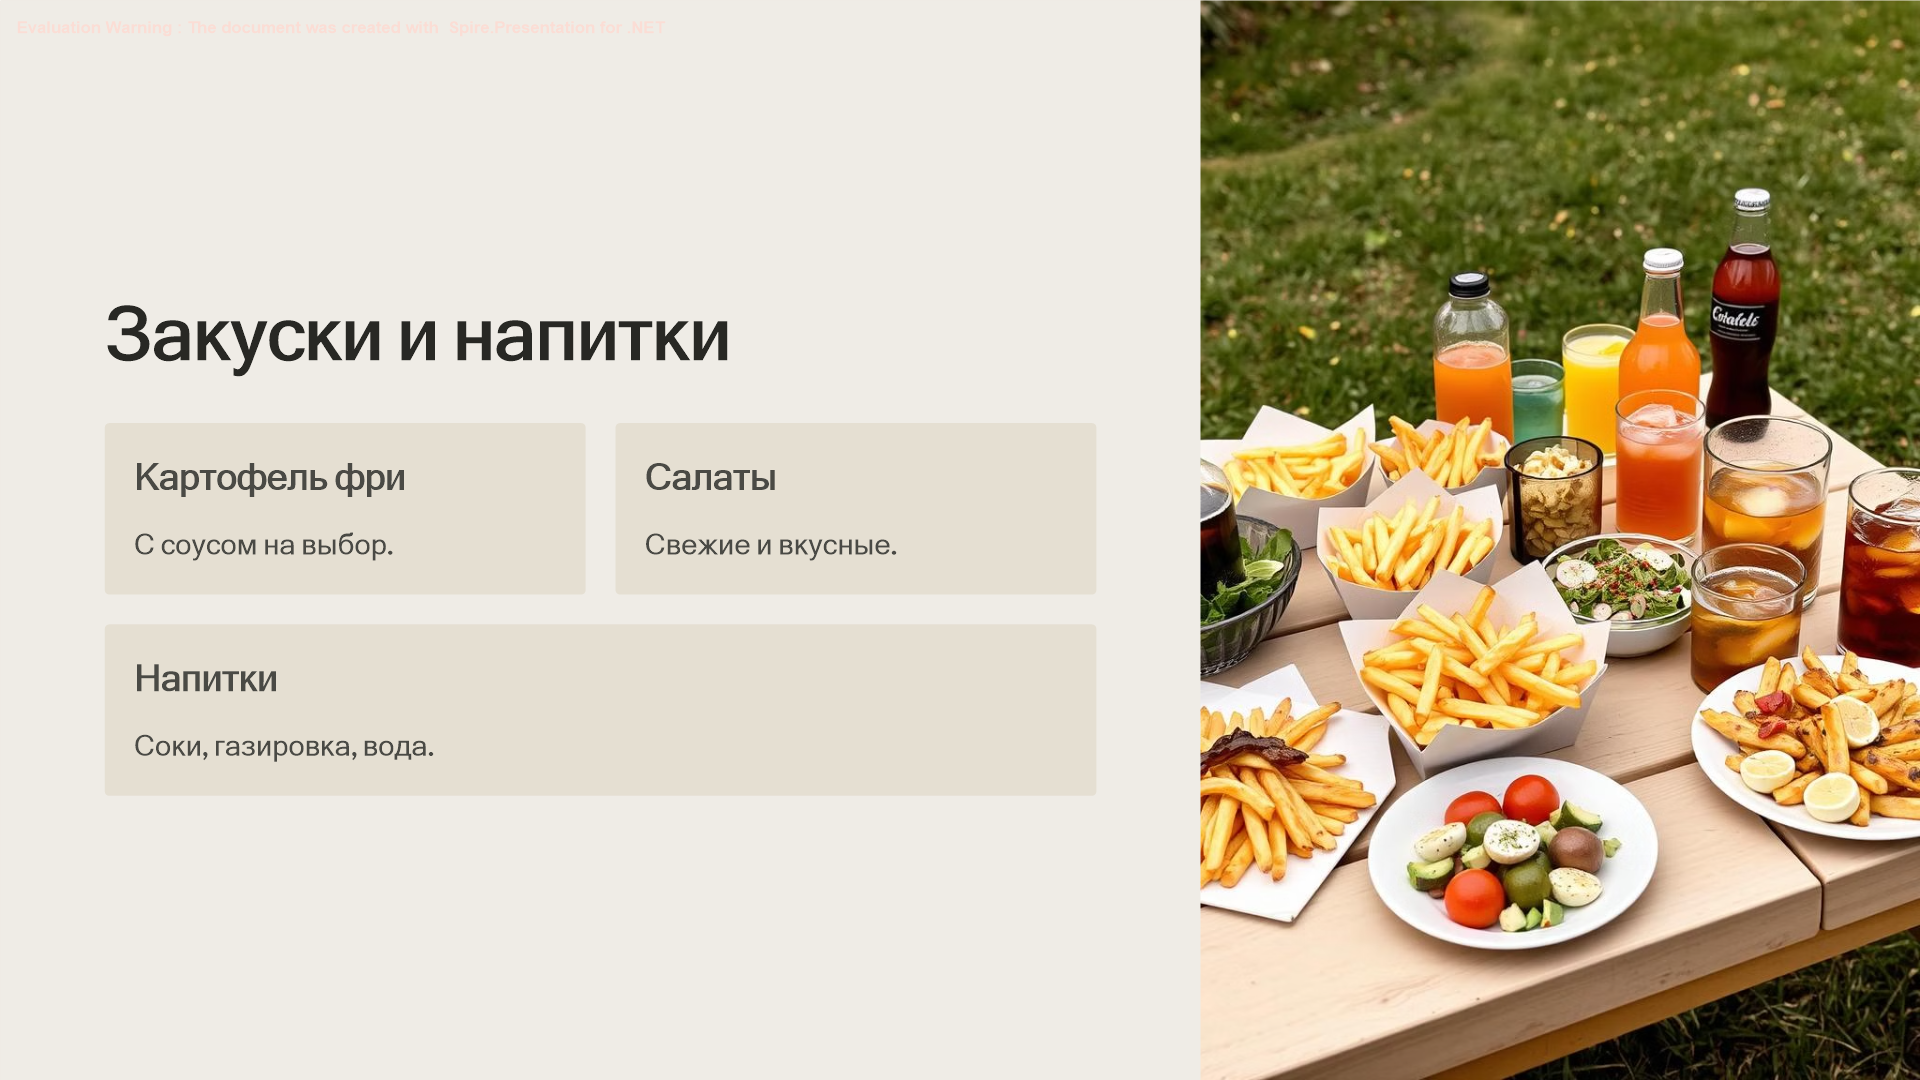 Evaluation Warning : The document was created with Spire.Presentation for .NET
Закуски и напитки
Картофель фри
С соусом на выбор.
Салаты
Свежие и вкусные.
Напитки
Соки, газировка, вода.